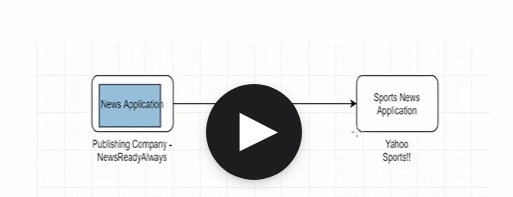 News Application
Sports News
Application
Publishing Company -
NewsReadyAlways
Yahoo
Sports!!